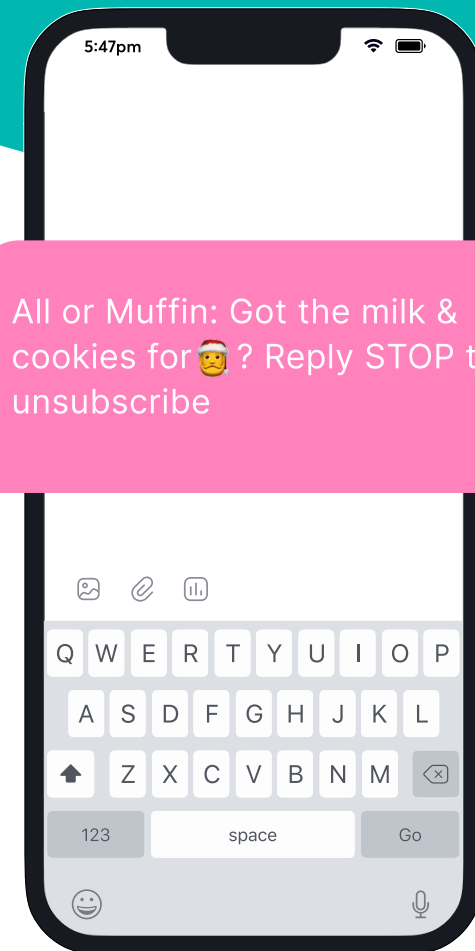 5:47pm
All or Muffin: Got the milk &
cookies for🎅? Reply STOP t
unsubscribe
Q W E R T Y U I O P
A S D F G H J K L
Z X C V B N M
123 space Go